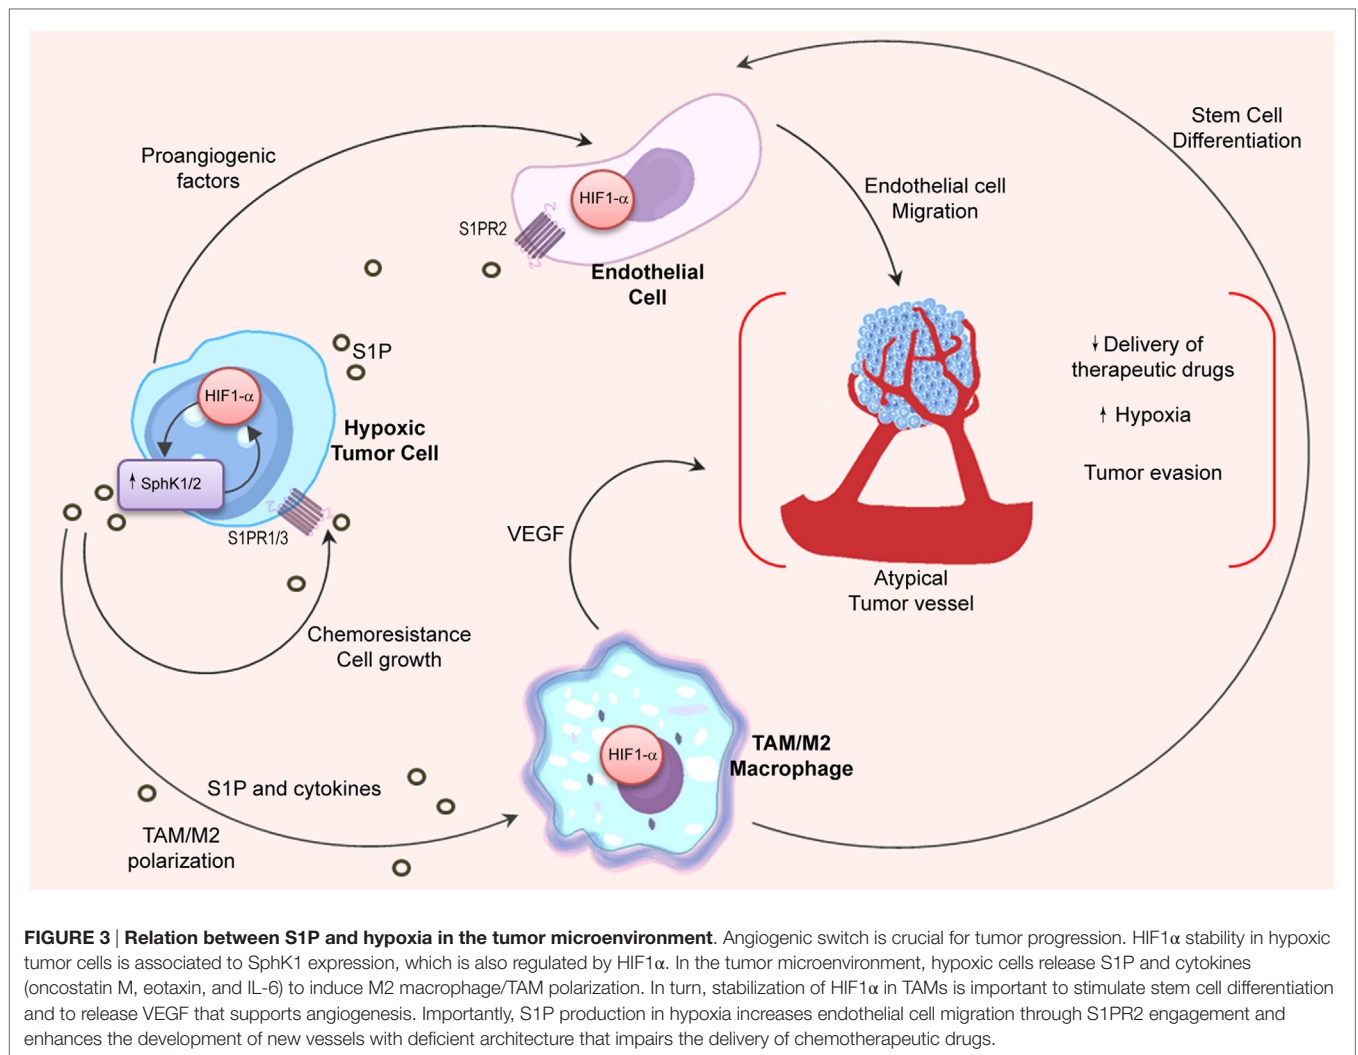 Stem Cell
Differentiation
Proangiogenic
factors
Endothelial cell
Migration
HIF1-α
S1PR2
Endothelial
Cell
S1P
HIF1-α
Hypoxic
Tumor Cell
↑ SphK1/2
S1PR1/3
↓ Delivery of
therapeutic drugs
↑ Hypoxia
Tumor evasion
VEGF
Atypical
Tumor vessel
Chemoresistance
Cell growth
HIF1-α
TAM/M2
Macrophage
S1P and cytokines
TAM/M2
polarization
FIGURE 3 | Relation between S1P and hypoxia in the tumor microenvironment. Angiogenic switch is crucial for tumor progression. HIF1α stability in hypoxic
tumor cells is associated to SphK1 expression, which is also regulated by HIF1α. In the tumor microenvironment, hypoxic cells release S1P and cytokines
(oncostatin M, eotaxin, and IL-6) to induce M2 macrophage/TAM polarization. In turn, stabilization of HIF1α in TAMs is important to stimulate stem cell differentiation
and to release VEGF that supports angiogenesis. Importantly, S1P production in hypoxia increases endothelial cell migration through S1PR2 engagement and
enhances the development of new vessels with deficient architecture that impairs the delivery of chemotherapeutic drugs.